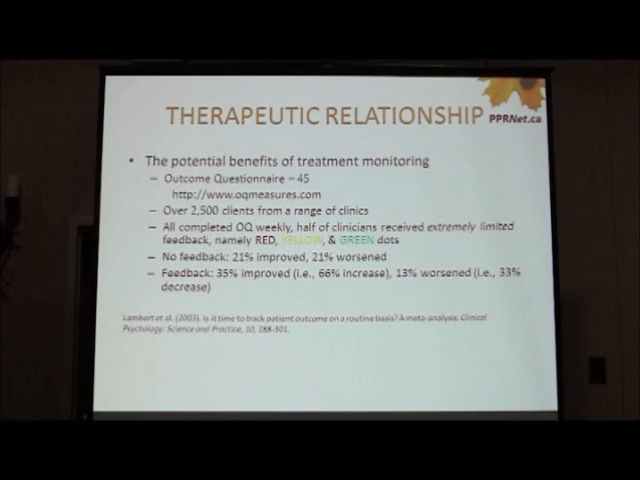 THERAPEUTIC RELATIONSHIP
PPRNet.ca
• The potential benefits of treatment monitoring
– Outcome Questionnaire – 45
http://www.oqmeasures.com
– Over 2,500 clients from a range of clinics
– All completed OQ weekly, half of clinicians received extremely limited
feedback, namely RED, YELLOW, & GREEN dots
– No feedback: 21% improved, 21% worsened
– Feedback: 35% improved (i.e., 66% increase), 13% worsened (i.e., 33%
decrease)
Lambert et al. (2003). Is it time to track patient outcome on a routine basis? A meta-analysis. Clinical
Psychology: Science and Practice, 10, 288-301.